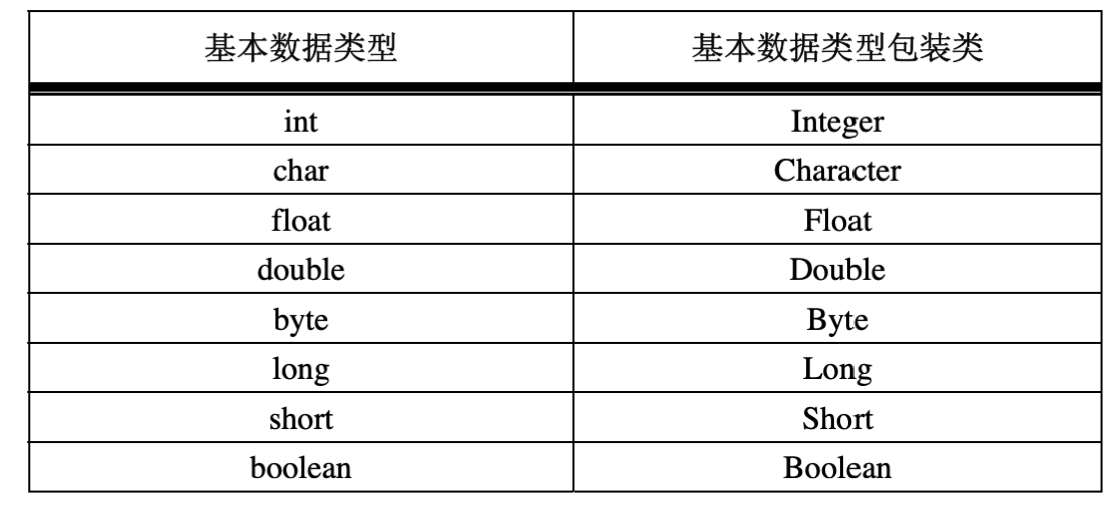 基本数据类型 基本数据类型包装类
int Integer
char Character
float Float
double Double
byte Byte
long Long
short Short
boolean Boolean